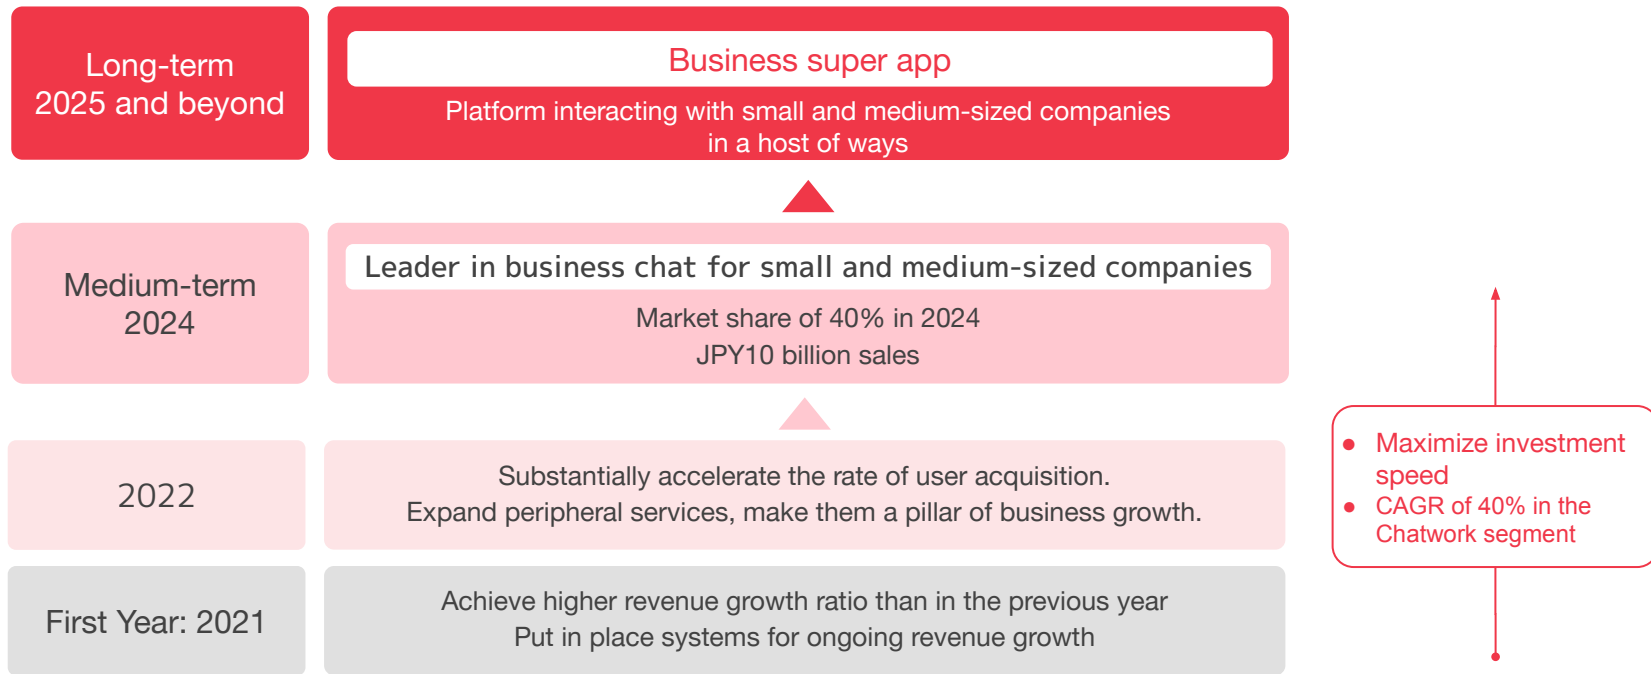 Long-term
2025 and beyond
Business super app
Platform interacting with small and medium-sized companies
in a host of ways
Medium-term
2024
Leader in business chat for small and medium-sized companies
Market share of 40% in 2024
JPY10 billion sales
2022
Substantially accelerate the rate of user acquisition.
Expand peripheral services, make them a pillar of business growth.
First Year: 2021
Achieve higher revenue growth ratio than in the previous year
Put in place systems for ongoing revenue growth
● Maximize investment
speed
● CAGR of 40% in the
Chatwork segment